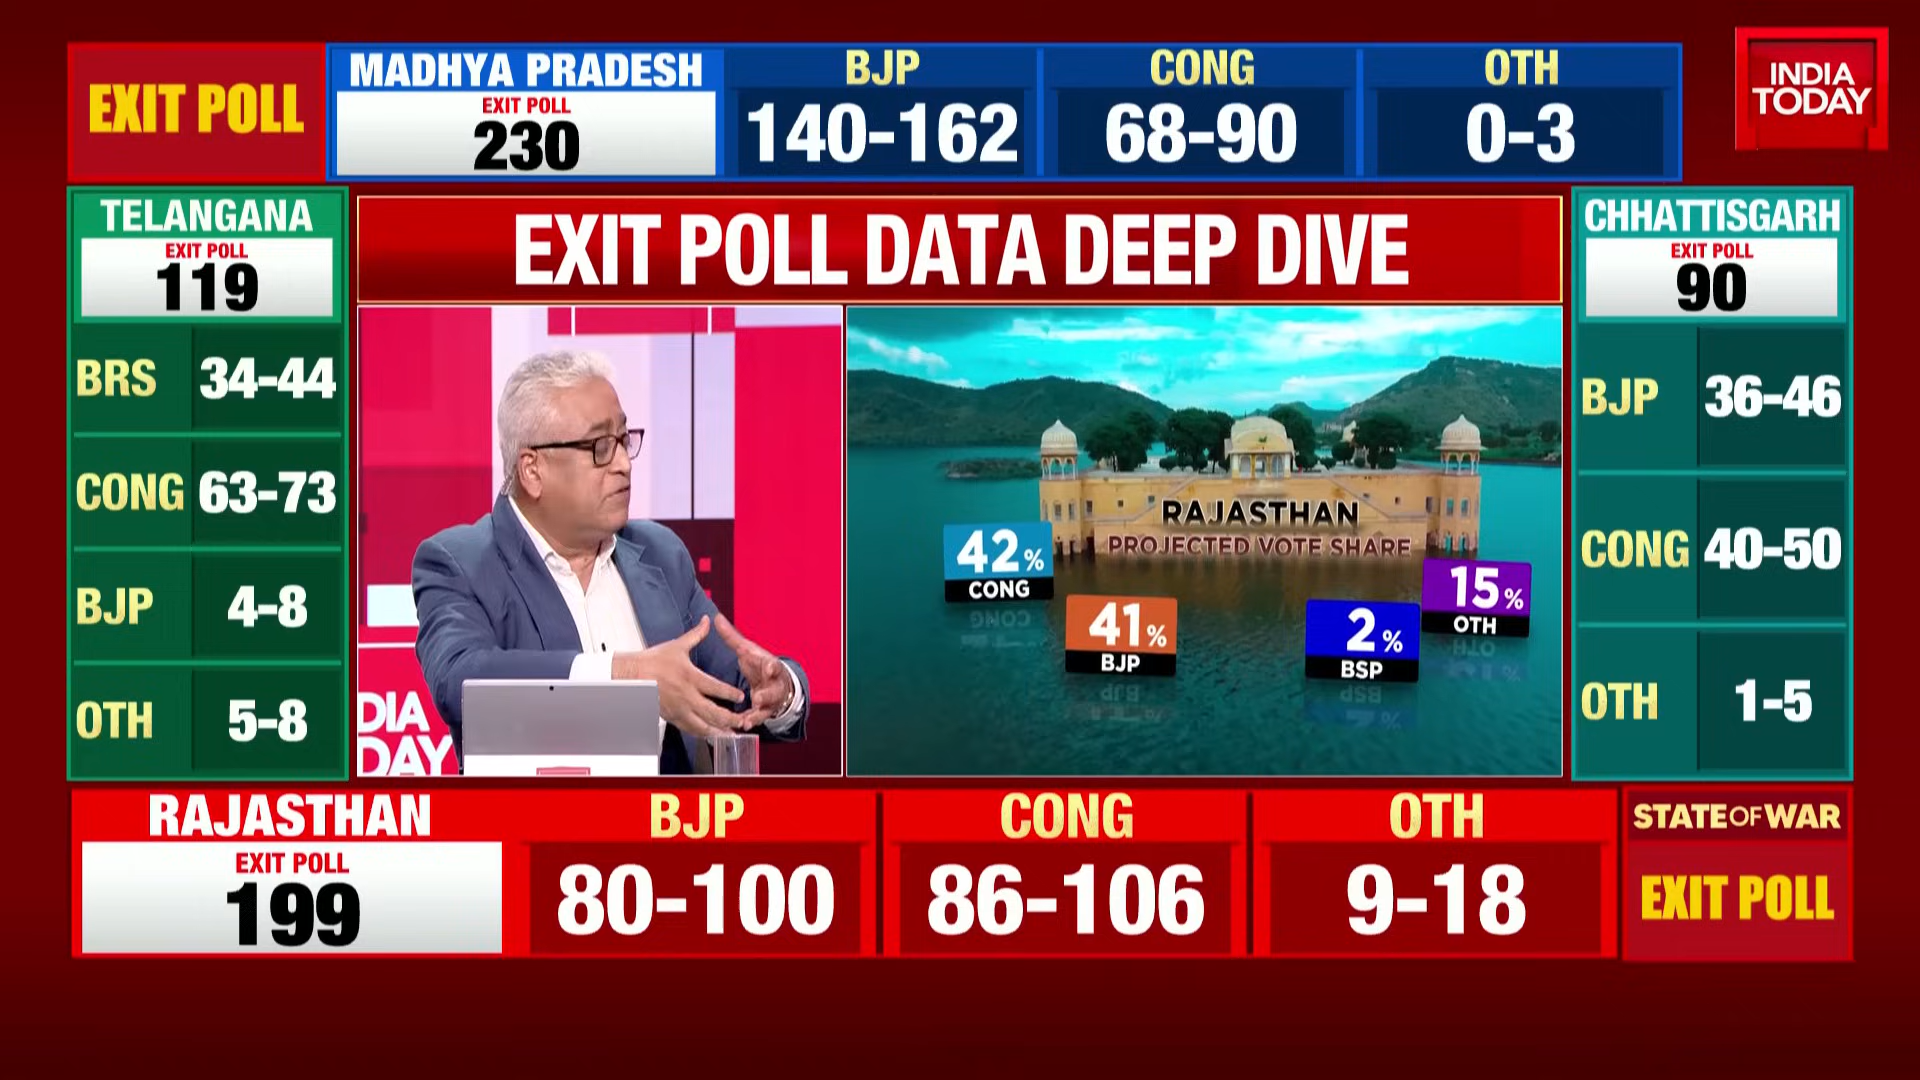 EXIT POLL
MADHYA PRADESH
EXIT POLL
230
BJP
140-162
CONG
68-90
OTH
0-3
INDIA
TODAY
TELANGANA
EXIT POLL
119
BRS 34-44
CONG 63-73
BJP 4-8
OTH 5-8
EXIT POLL DATA DEEP DIVE
DIA
DAY
RAJASTHAN
PROJECTED VOTE SHARE
42%
CONG
41%
BJP
2%
BSP
15%
OTH
CHHATTISGARH
EXIT POLL
90
BJP 36-46
CONG 40-50
OTH 1-5
RAJASTHAN
EXIT POLL
199
BJP
80-100
CONG
86-106
OTH
9-18
STATE OF WAR
EXIT POLL